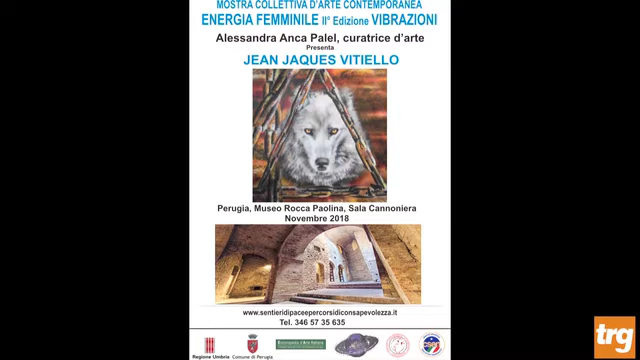 MOSTRA COLLETTIVA D'ARTE CONTEMPORANEA
ENERGIA FEMMINILE II° Edizione VIBRAZIONI
Alessandra Anca Palel, curatrice d'arte
Presenta
JEAN JAQUES VITIELLO
Perugia, Museo Rocca Paolina, Sala Cannoniera
Novembre 2018
www.sentieridipaceepercorsidiconsapevolezza.it
Tel. 346 57 35 635
Regione Umbria
Comune di Perugia
trg